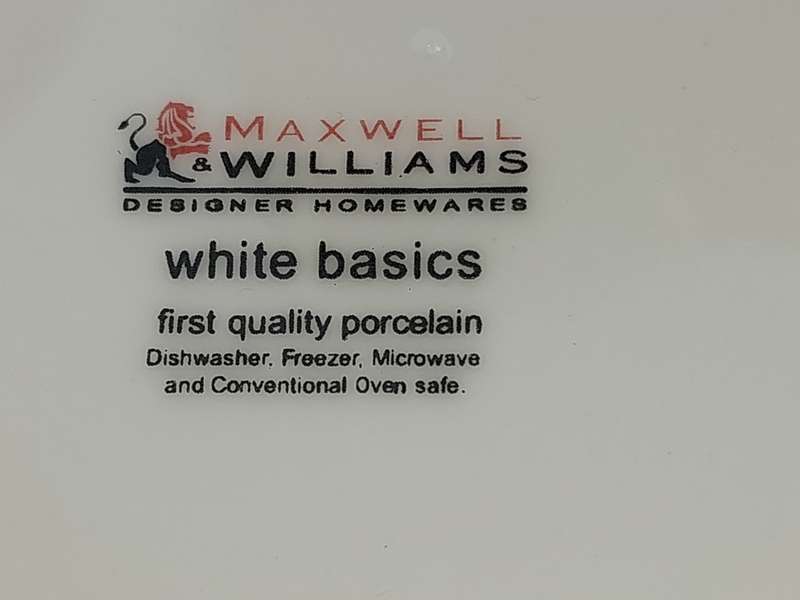 MAXWELL
& WILLIAMS
DESIGNER HOMEWARES
white basics
first quality porcelain
Dishwasher, Freezer, Microwave
and Conventional Oven safe.